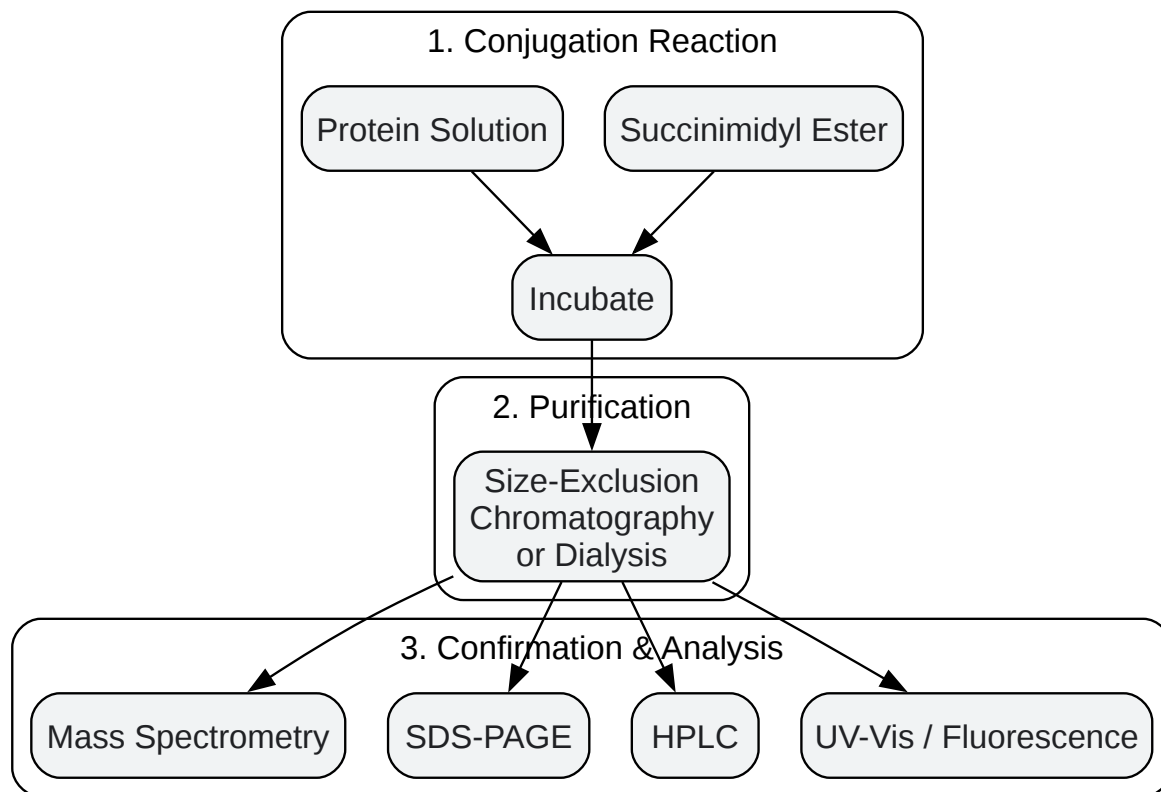 1. Conjugation Reaction
Protein Solution
Succinimidyl Ester
Incubate
2. Purification
Size-Exclusion
Chromatography
or Dialysis
3. Confirmation & Analysis
Mass Spectrometry
SDS-PAGE
HPLC
UV-Vis / Fluorescence